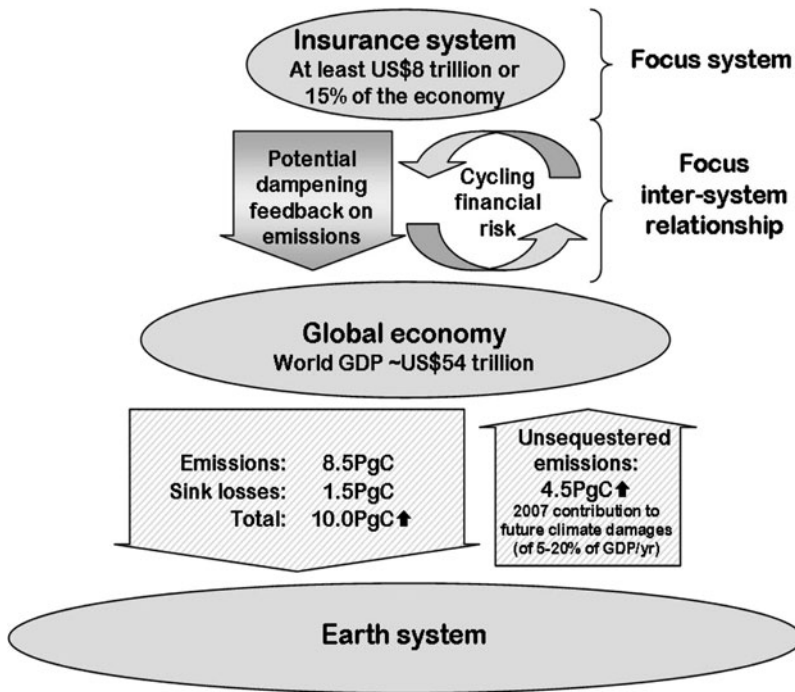 Insurance system
At least US$8 trillion or
15% of the economy
Focus system
Potential
dampening
feedback on
emissions
Cycling
financial
risk
Focus
inter-system
relationship
Global economy
World GDP ~US$54 trillion
Emissions: 8.5PgC
Sink losses: 1.5PgC
Total: 10.0PgC⬆
Unsequestered
emissions:
4.5PgC⬆
2007 contribution to
future climate damages
(of 5-20% of GDP/yr)
Earth system